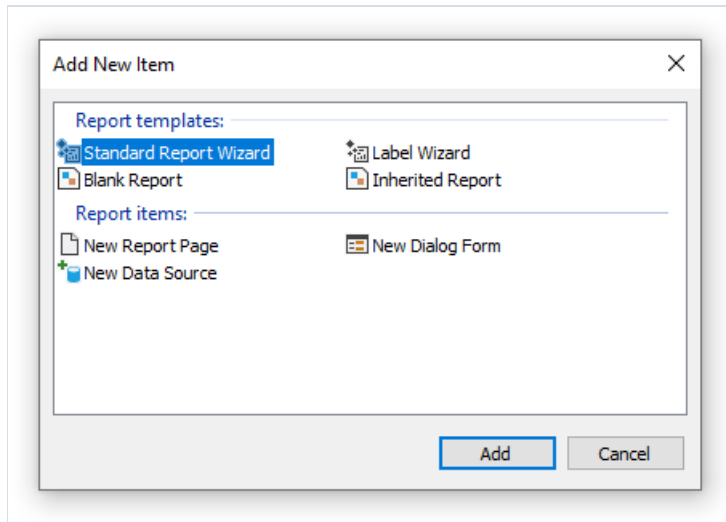 Add New Item
Report templates:
Standard Report Wizard
Label Wizard
Blank Report
Inherited Report
Report items:
New Report Page
New Dialog Form
New Data Source
Add
Cancel